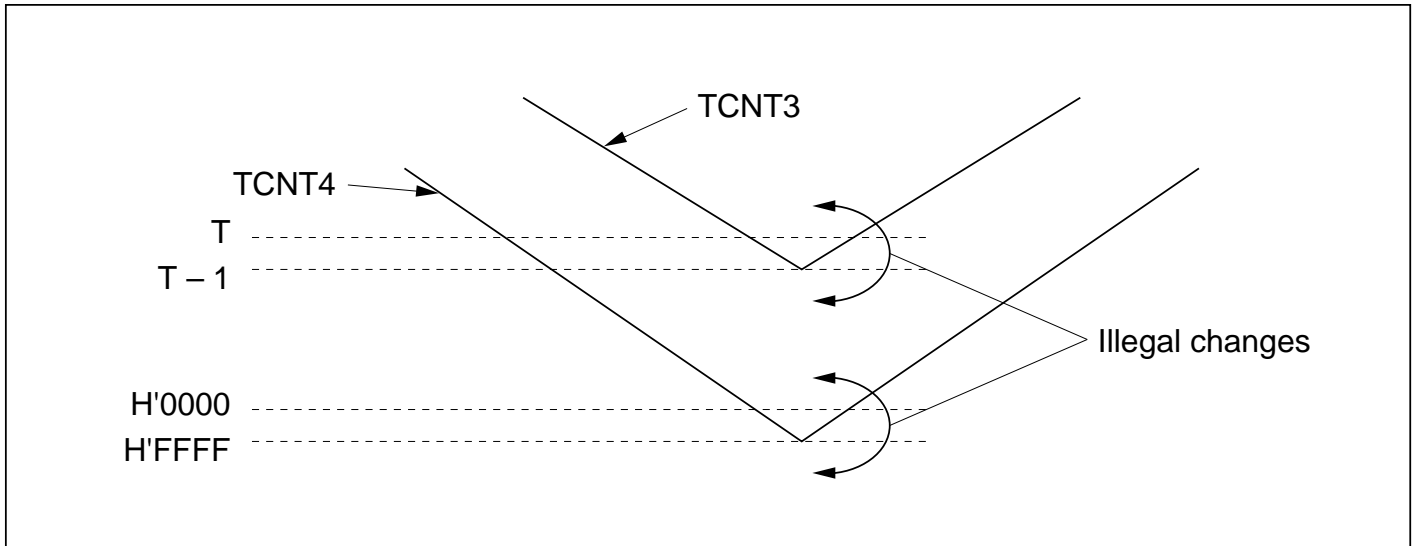 TCNT3
TCNT4
T
T – 1
Illegal changes
H'0000
H'FFFF